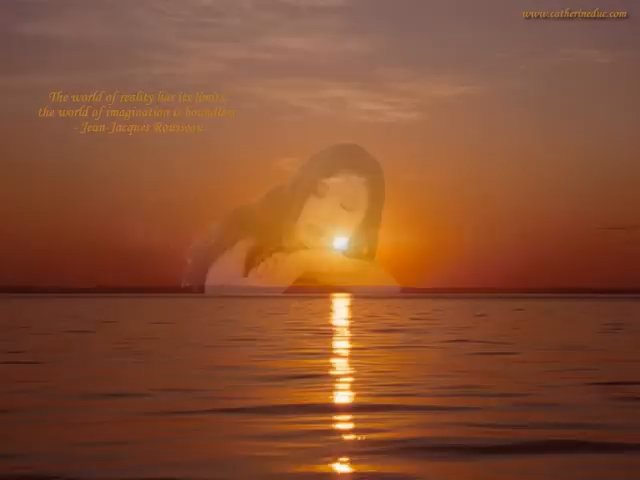 www.catherineduc.com
The world of reality has its limits
the world of imagination is boundless
- Jean-Jacques Rousseau